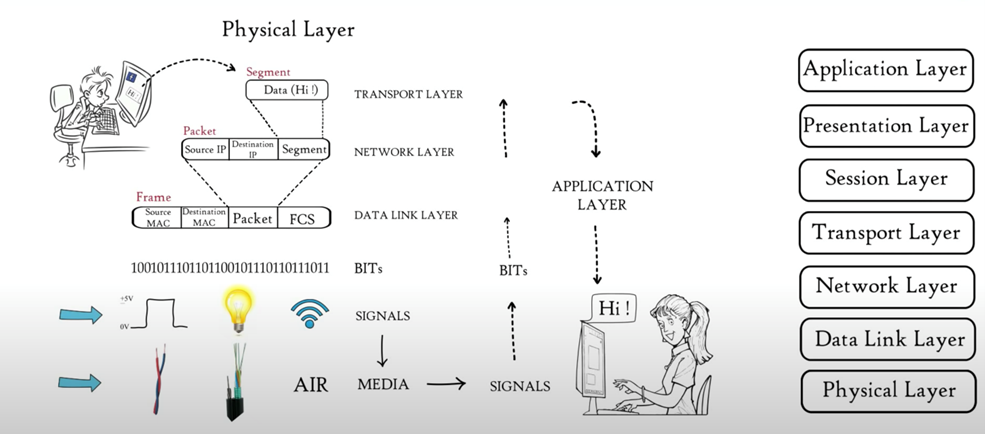 Physical Layer
Segment
Data (Hi !)
TRANSPORT LAYER
Packet
Source IP
Destination
IP
Segment
NETWORK LAYER
Frame
Source
MAC
Destination
MAC
Packet
FCS
DATA LINK LAYER
100101110110110010111011011011
BITs
+5V
0V
SIGNALS
AIR
MEDIA
SIGNALS
BITs
APPLICATION
LAYER
Hi !
Hi !
Application Layer
Presentation Layer
Session Layer
Transport Layer
Network Layer
Data Link Layer
Physical Layer